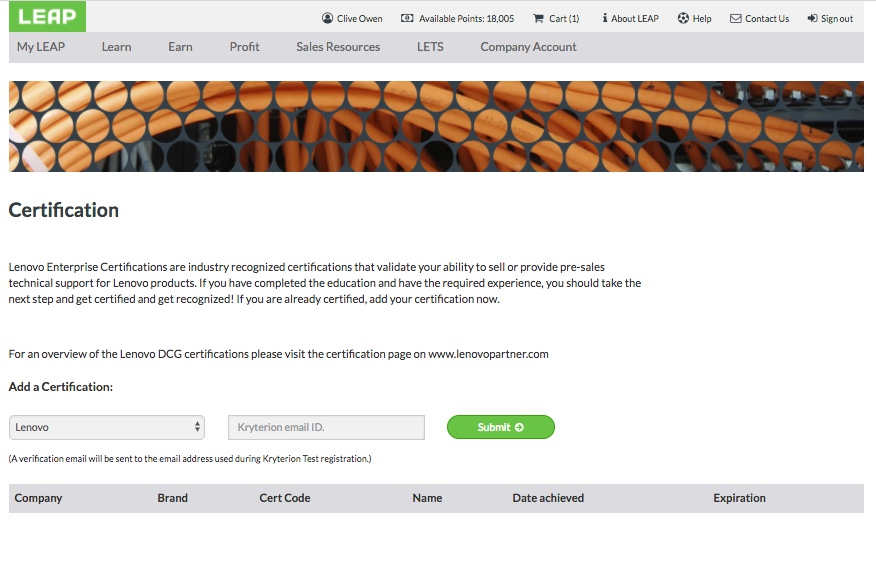 LEAP
Clive Owen Available Points: 18,005 Cart (1) About LEAP Help Contact Us Sign out
My LEAP Learn Earn Profit Sales Resources LETS Company Account
Certification
Lenovo Enterprise Certifications are industry recognized certifications that validate your ability to sell or provide pre-sales
technical support for Lenovo products. If you have completed the education and have the required experience, you should take the
next step and get certified and get recognized! If you are already certified, add your certification now.
For an overview of the Lenovo DCG certifications please visit the certification page on www.lenovopartner.com
Add a Certification:
Lenovo Kryterion email ID. Submit
(A verification email will be sent to the email address used during Kryterion Test registration.)
Company Brand Cert Code Name Date achieved Expiration